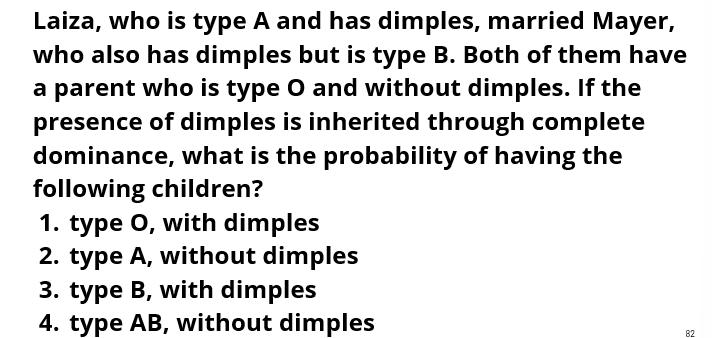 Laiza, who is type A and has dimples, married Mayer,
who also has dimples but is type B. Both of them have
a parent who is type O and without dimples. If the
presence of dimples is inherited through complete
dominance, what is the probability of having the
following children?
1. type O, with dimples
2. type A, without dimples
3. type B, with dimples
4. type AB, without dimples
82